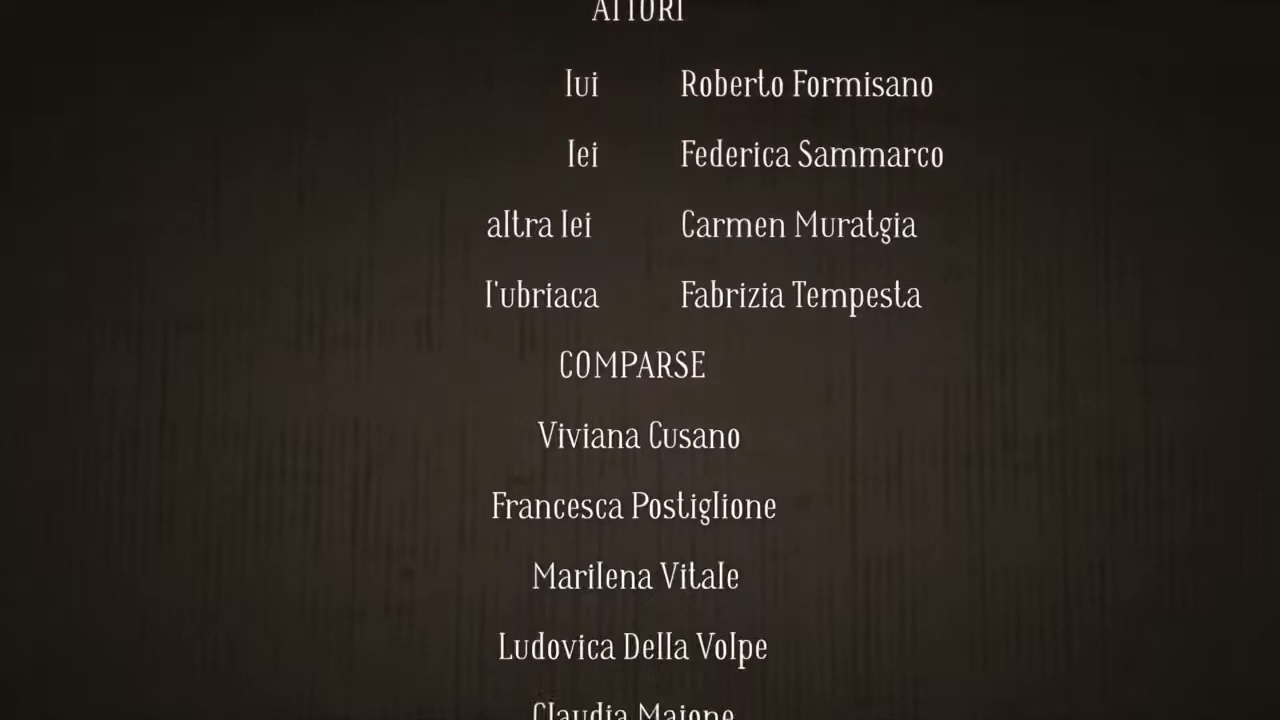 ATTORI
lui Roberto Formisano
lei Federica Sammarco
altra lei Carmen Muratgia
l'ubriaca Fabrizia Tempesta
COMPARSE
Viviana Cusano
Francesca Postiglione
Marilena Vitale
Ludovica Della Volpe
Claudia Maione